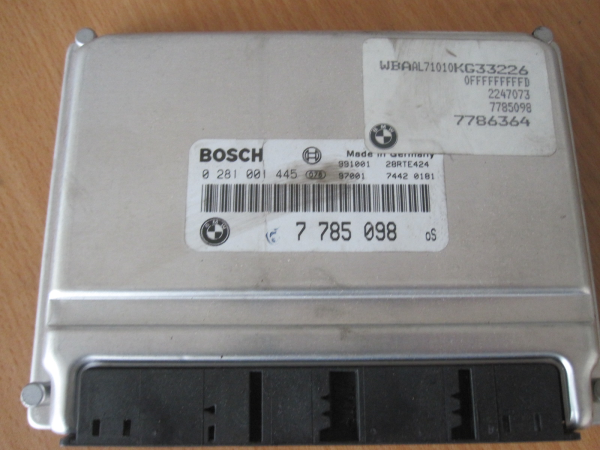 WBAAL71010KG33226
0FFFFFFFFFD
2247073
7785098
7786364
BOSCH
Made in Germany
991001 28RTE424
0 281 001 445 97001 7442 0181
7 785 098 oS